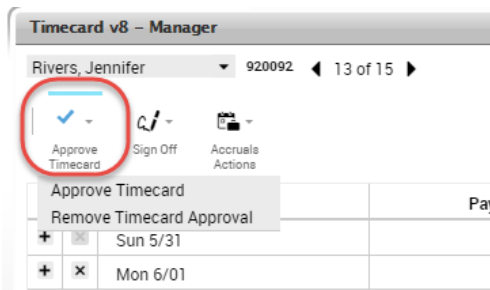 Timecard v8 – Manager
Rivers, Jennifer 920092 13 of 15
Approve Timecard
Sign Off
Accruals Actions
Approve Timecard
Remove Timecard Approval
Pay
Sun 5/31
Mon 6/01